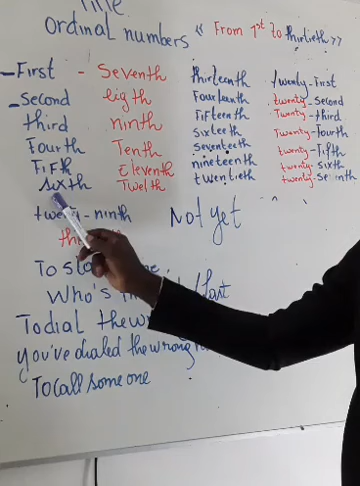 Title
Ordinal numbers « From 1st to thirtieth »
– First – Seventh thirteenth twenty-First
– Second eigth Fourteenth twenty-Second
third ninth FiFteenth Twenty-third
Fourth Tenth sixteeth Twenty-Fourth
FiFth Eleventh Seventeeth twenty-FiFth
Sixth Twelth nineteenth twenty-sixth
twentieth twenty-Seventh
ninth Not yet
To
Who's /last
To dial the
you've dialed the wrong
To call some one